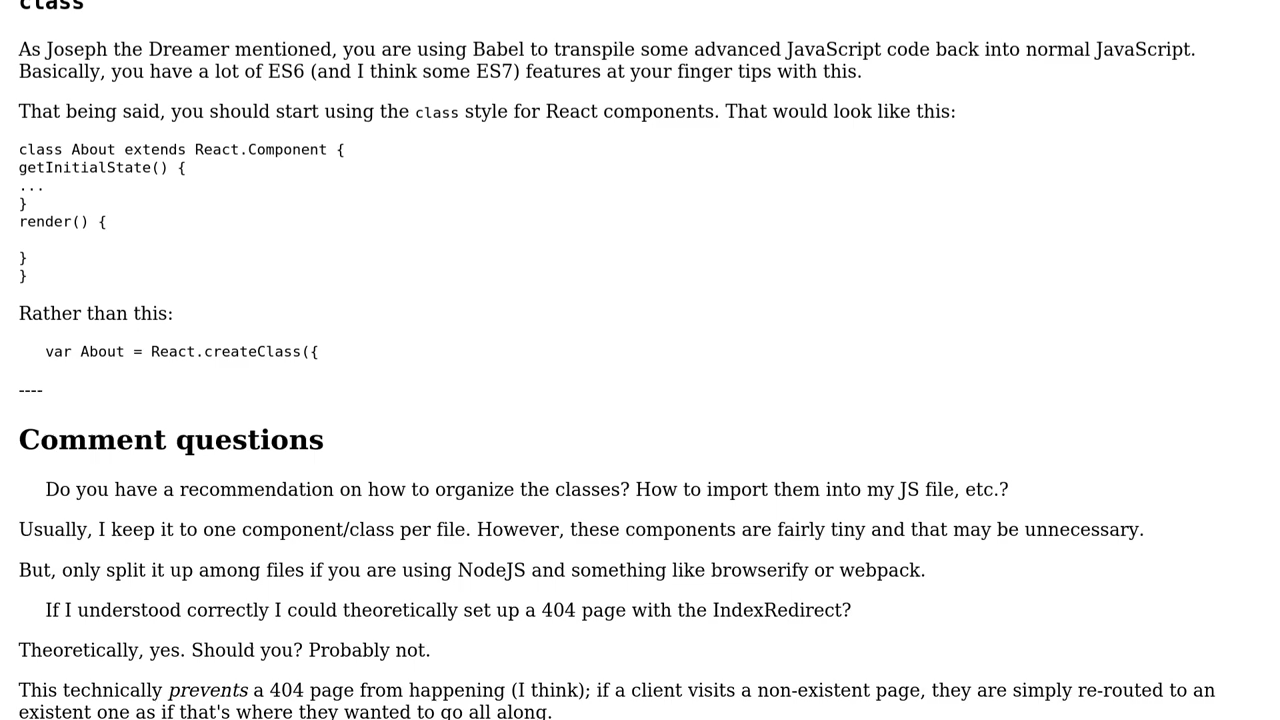 class
As Joseph the Dreamer mentioned, you are using Babel to transpile some advanced JavaScript code back into normal JavaScript.
Basically, you have a lot of ES6 (and I think some ES7) features at your finger tips with this.
That being said, you should start using the class style for React components. That would look like this:
class About extends React.Component {
getInitialState() {
...
}
render() {
}
}
Rather than this:
var About = React.createClass({
----
Comment questions
Do you have a recommendation on how to organize the classes? How to import them into my JS file, etc.?
Usually, I keep it to one component/class per file. However, these components are fairly tiny and that may be unnecessary.
But, only split it up among files if you are using NodeJS and something like browserify or webpack.
If I understood correctly I could theoretically set up a 404 page with the IndexRedirect?
Theoretically, yes. Should you? Probably not.
This technically prevents a 404 page from happening (I think); if a client visits a non-existent page, they are simply re-routed to an
existent one as if that's where they wanted to go all along.